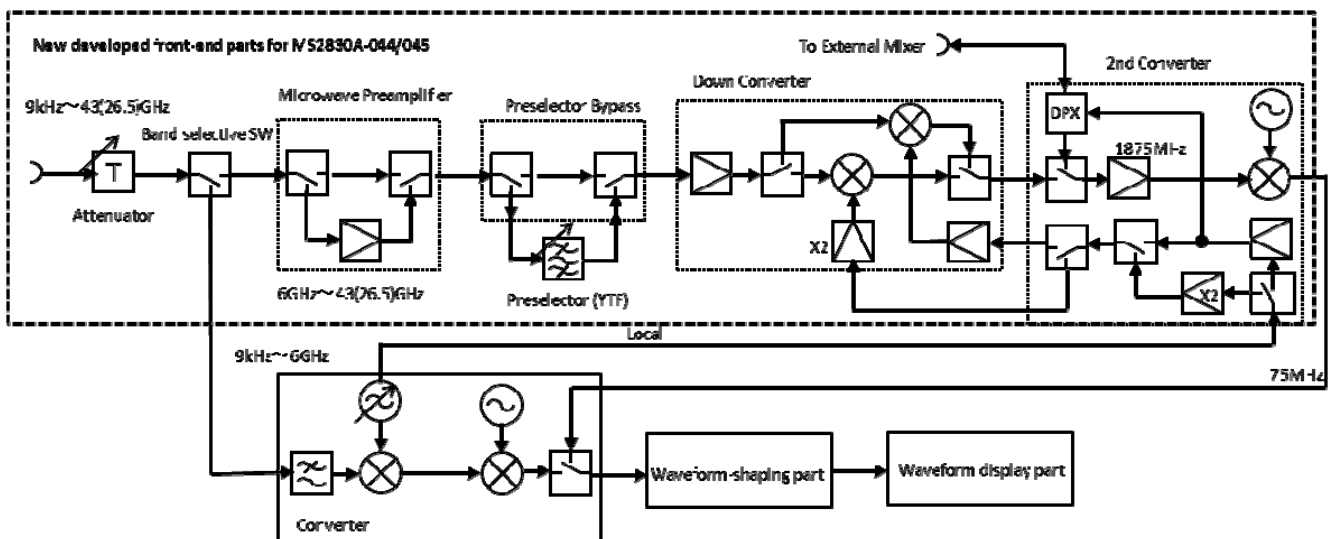 New developed front-end parts for MS2830A-044/045
To External Mixer
2nd Converter
Down Converter
9kHz~43(26.5)GHz
Microwave Preamplifier
Preselector Bypass
Band selective SW
DPX
1875MHz
T
Attenuator
X2
X2
6GHz~43(26.5)GHz
Preselector (YTF)
Local
9kHz~6GHz
75MHz
Waveform-shaping part
Waveform display part
Converter